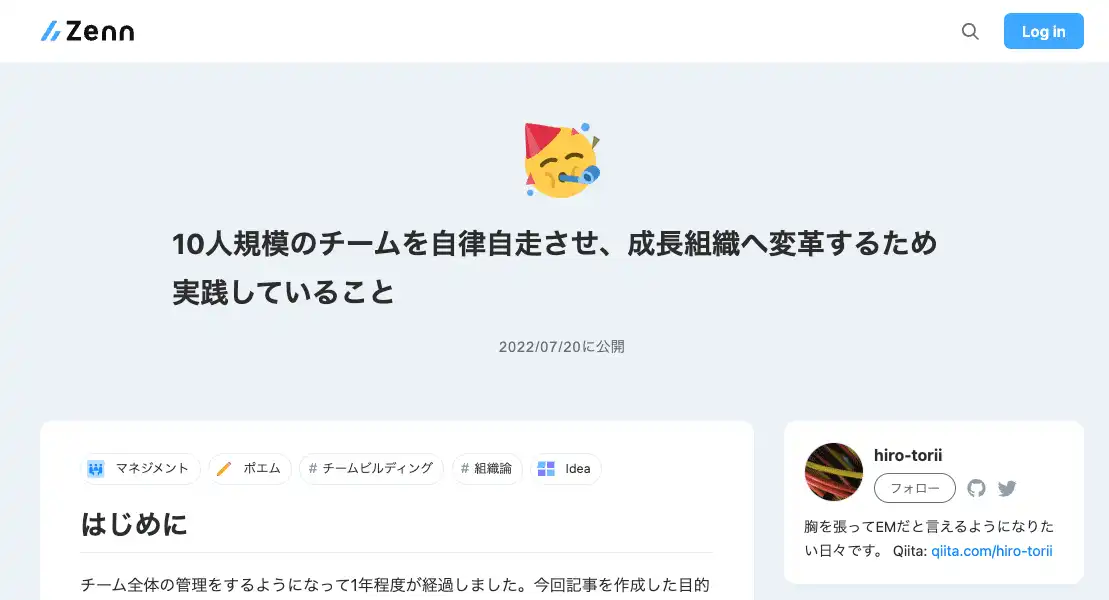 Zenn
Log in
10人規模のチームを自律自走させ、成長組織へ変革するため
実践していること
2022/07/20に公開
マネジメント
ポエム
# チームビルディング
# 組織論
Idea
はじめに
チーム全体の管理をするようになって1年程度が経過しました。今回記事を作成した目的
hiro-torii
フォロー
胸を張ってEMだと言えるようになりた
い日々です。 Qiita: qiita.com/hiro-torii